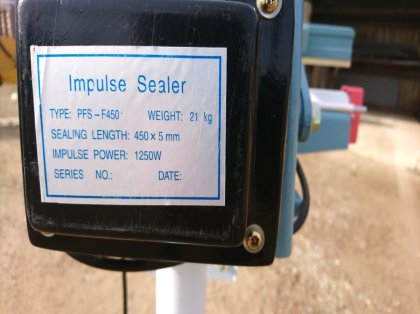 Impulse Sealer
TYPE: PFS-F450 WEIGHT: 21 kg
SEALING LENGTH: 450 x 5 mm
IMPULSE POWER: 1250W
SERIES NO.: DATE: